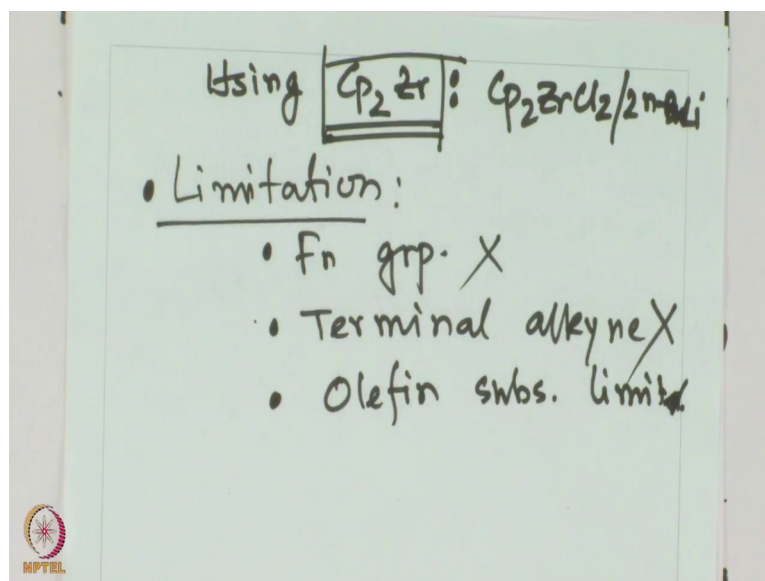 Using Cp2Zr: Cp2ZrCl2/2n-BuLi
• Limitation:
• Fn grp. X
• Terminal alkyne X
• Olefin subs. limited
NPTEL